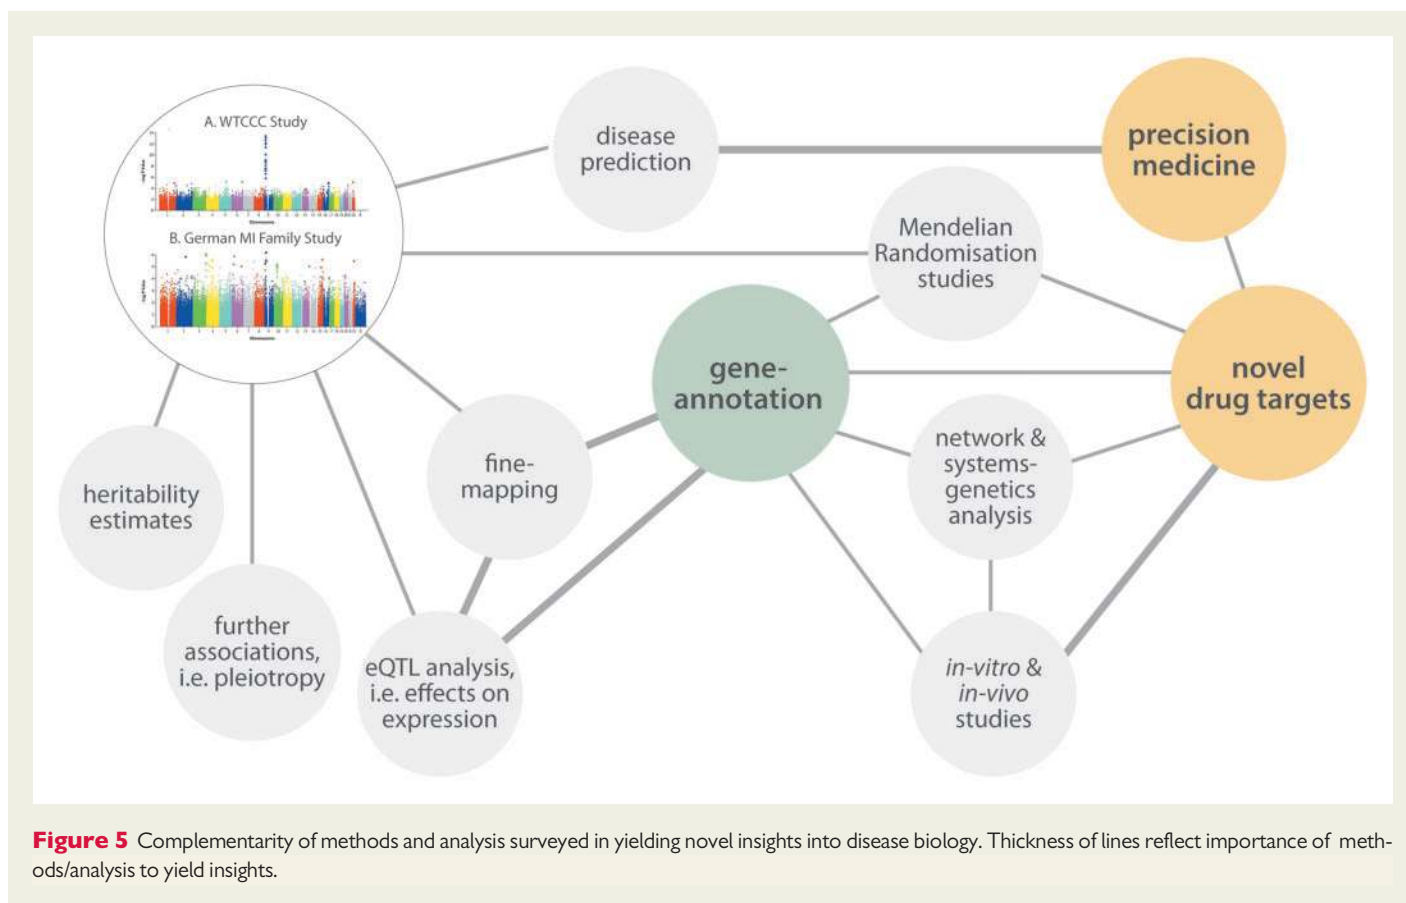 A. WTCCC Study
B. German MI Family Study
disease
prediction
precision
medicine
Mendelian
Randomisation
studies
gene-
annotation
novel
drug targets
fine-
mapping
network &
systems-
genetics
analysis
heritability
estimates
further
associations,
i.e. pleiotropy
eQTL analysis,
i.e. effects on
expression
in-vitro &
in-vivo
studies
Figure 5 Complementarity of methods and analysis surveyed in yielding novel insights into disease biology. Thickness of lines reflect importance of meth-
ods/analysis to yield insights.